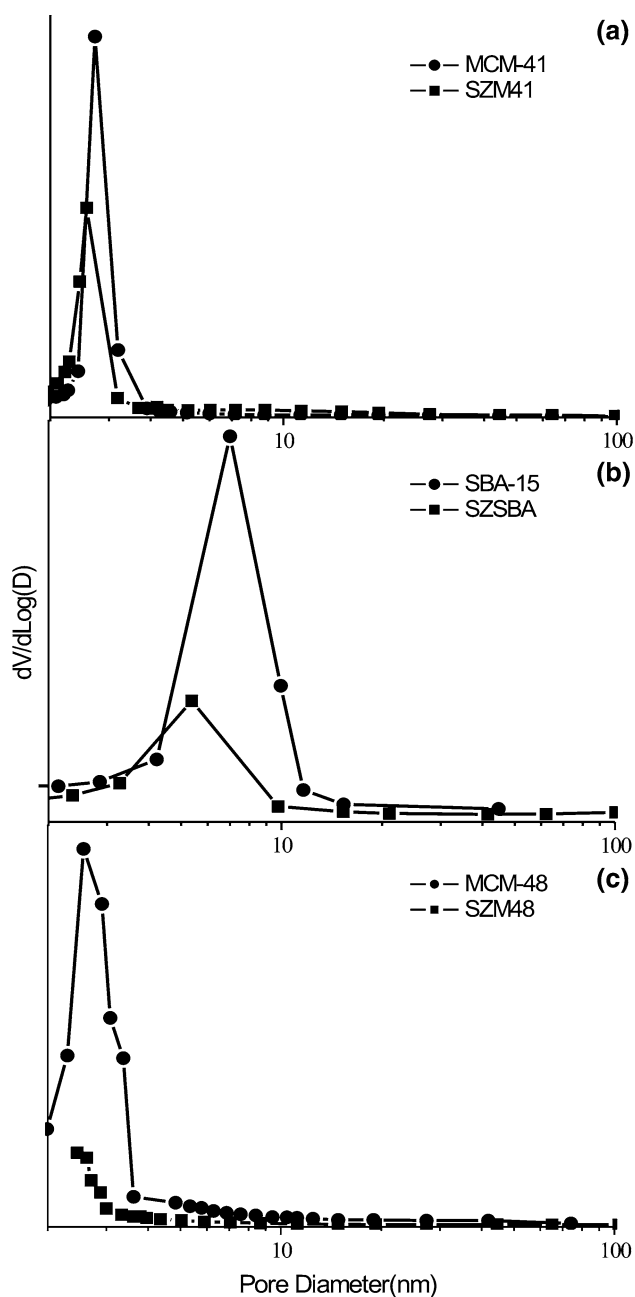 (a)
MCM-41
SZM41
10 100
(b)
SBA-15
SZSBA
dV/dLog(D)
10 100
(c)
MCM-48
SZM48
10 100
Pore Diameter(nm)